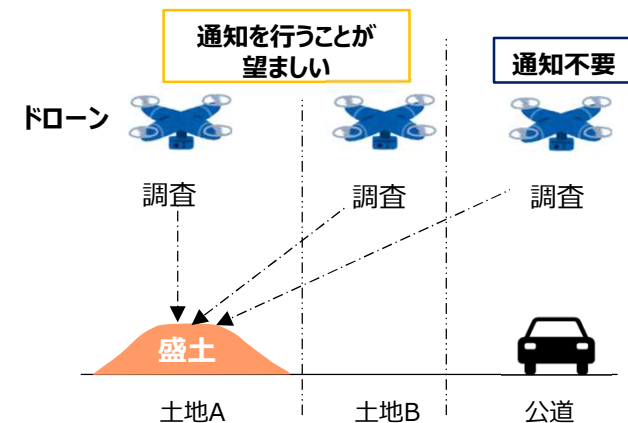 通知を行うことが
望ましい
通知不要
ドローン
調査
調査
調査
盛土
土地A
土地B
公道